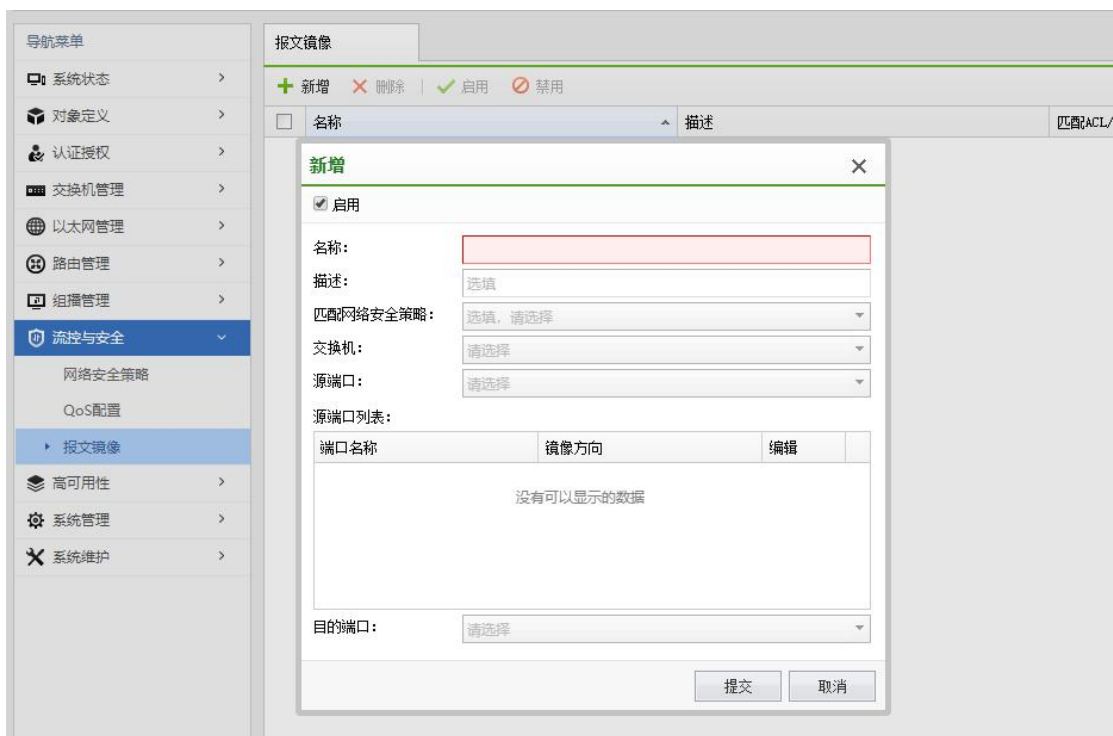 导航菜单
系统状态
对象定义
认证授权
交换机管理
以太网管理
路由管理
组播管理
流控与安全
网络安全策略
QoS配置
报文镜像
高可用性
系统管理
系统维护
报文镜像
新增 删除 启用 禁用
名称 描述 匹配ACL/
新增
启用
名称：
描述： 选填
匹配网络安全策略： 选填，请选择
交换机： 请选择
源端口： 请选择
源端口列表：
端口名称 镜像方向 编辑
没有可以显示的数据
目的端口： 请选择
提交 取消